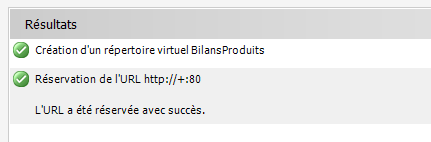 Résultats
Création d'un répertoire virtuel BilansProduits
Réservation de l'URL http://+:80
L'URL a été réservée avec succès.